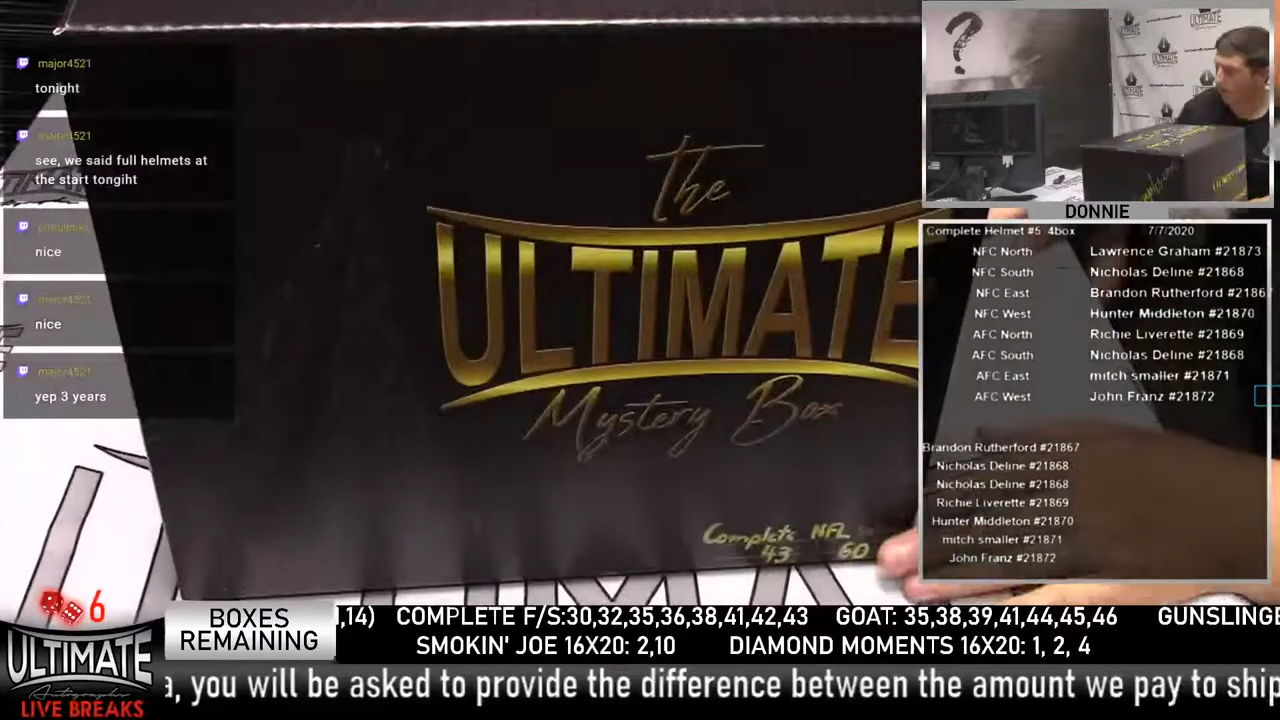 major4521
tonight
major4521
see, we said full helmets at
the start tongiht
nice
major4521
nice
major4521
yep 3 years
the
ULTIMATE
Mystery Box
Complete NFL
43 60
?
ULTIMATE
DONNIE
Complete Helmet #5 4box 7/7/2020
NFC North Lawrence Graham #21873
NFC South Nicholas Deline #21868
NFC East Brandon Rutherford #2186
NFC West Hunter Middleton #21870
AFC North Richie Liverette #21869
AFC South Nicholas Deline #21868
AFC East mitch smaller #21871
AFC West John Franz #21872
Brandon Rutherford #21867
Nicholas Deline #21868
Nicholas Deline #21868
Richie Liverette #21869
Hunter Middleton #21870
mitch smaller #21871
John Franz #21872
6
ULTIMATE
Autographs
LIVE BREAKS
BOXES
REMAINING
,14) COMPLETE F/S:30,32,35,36,38,41,42,43 GOAT: 35,38,39,41,44,45,46 GUNSLINGE
SMOKIN' JOE 16X20: 2,10 DIAMOND MOMENTS 16X20: 1, 2, 4
a, you will be asked to provide the difference between the amount we pay to ship